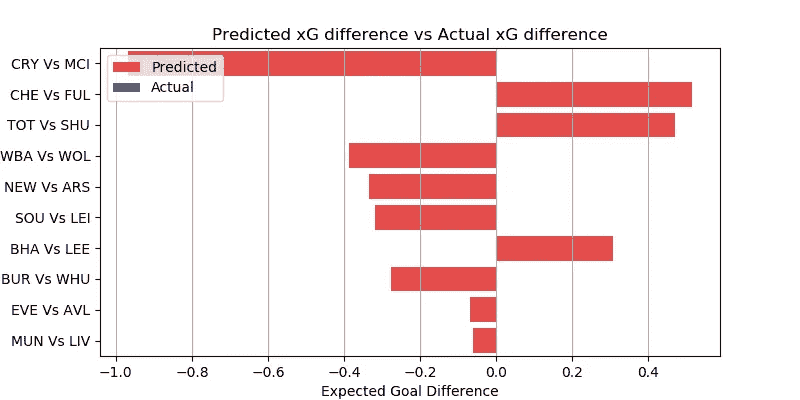 Predicted xG difference vs Actual xG difference
CRY Vs MCI
CHE Vs FUL
TOT Vs SHU
WBA Vs WOL
NEW Vs ARS
SOU Vs LEI
BHA Vs LEE
BUR Vs WHU
EVE Vs AVL
MUN Vs LIV
Predicted
Actual
−1.0 −0.8 −0.6 −0.4 −0.2 0.0 0.2 0.4
Expected Goal Difference